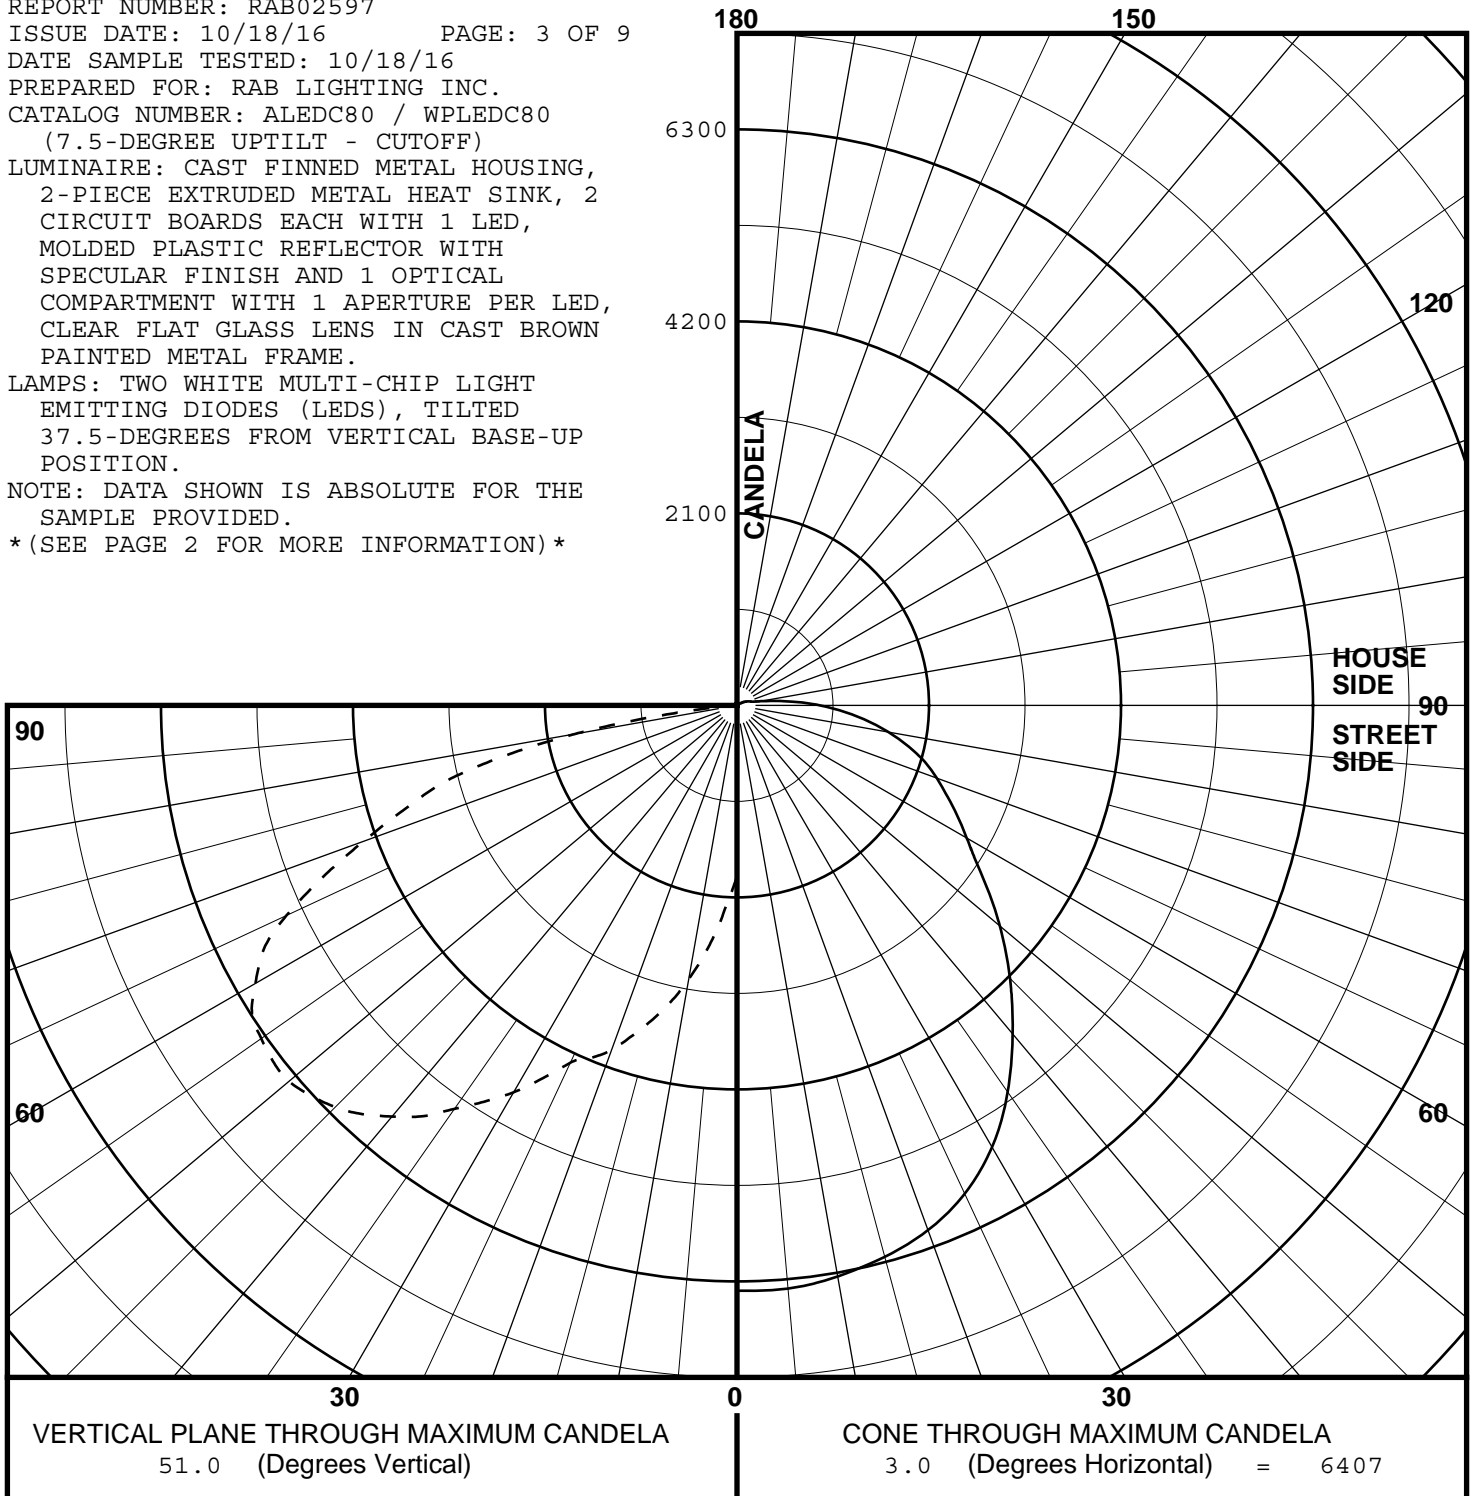 REPORT NUMBER: RAB02597
ISSUE DATE: 10/18/16 PAGE: 3 OF 9
DATE SAMPLE TESTED: 10/18/16
PREPARED FOR: RAB LIGHTING INC.
CATALOG NUMBER: ALEDC80 / WPLEDC80
(7.5-DEGREE UPTILT - CUTOFF)
LUMINAIRE: CAST FINNED METAL HOUSING,
2-PIECE EXTRUDED METAL HEAT SINK, 2
CIRCUIT BOARDS EACH WITH 1 LED,
MOLDED PLASTIC REFLECTOR WITH
SPECULAR FINISH AND 1 OPTICAL
COMPARTMENT WITH 1 APERTURE PER LED,
CLEAR FLAT GLASS LENS IN CAST BROWN
PAINTED METAL FRAME.
LAMPS: TWO WHITE MULTI-CHIP LIGHT
EMITTING DIODES (LEDS), TILTED
37.5-DEGREES FROM VERTICAL BASE-UP
POSITION.
NOTE: DATA SHOWN IS ABSOLUTE FOR THE
SAMPLE PROVIDED.
*(SEE PAGE 2 FOR MORE INFORMATION)*
180
150
6300
120
4200
CANDELA
2100
HOUSE
SIDE
90
90
STREET
SIDE
60
60
30
0
30
VERTICAL PLANE THROUGH MAXIMUM CANDELA
51.0 (Degrees Vertical)
CONE THROUGH MAXIMUM CANDELA
3.0 (Degrees Horizontal) = 6407